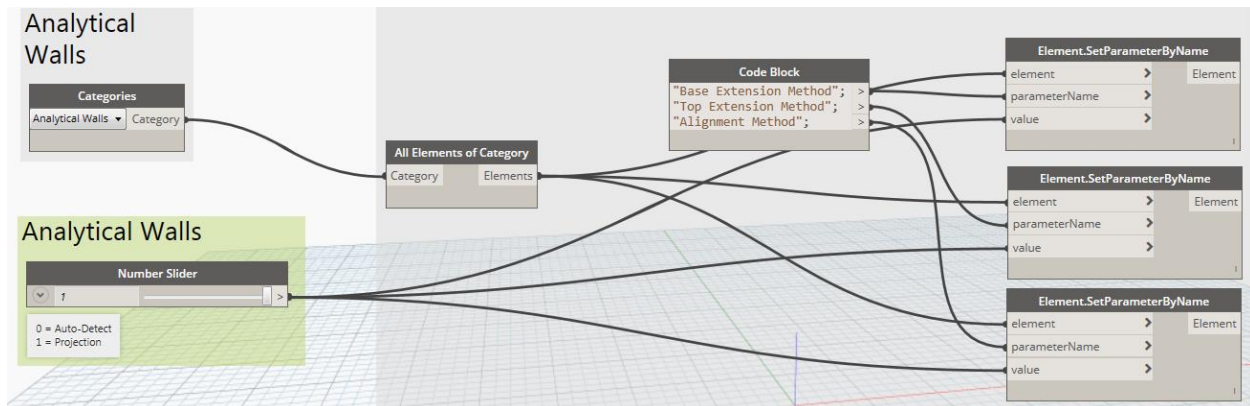 Analytical
Walls
Categories
Analytical Walls ▼ Category
All Elements of Category
Category Elements
Analytical Walls
Number Slider
1 >
0 = Auto-Detect
1 = Projection
Code Block
"Base Extension Method"; >
"Top Extension Method"; >
"Alignment Method"; >
Element.SetParameterByName
element > Element
parameterName >
value >
Element.SetParameterByName
element > Element
parameterName >
value >
Element.SetParameterByName
element > Element
parameterName >
value >